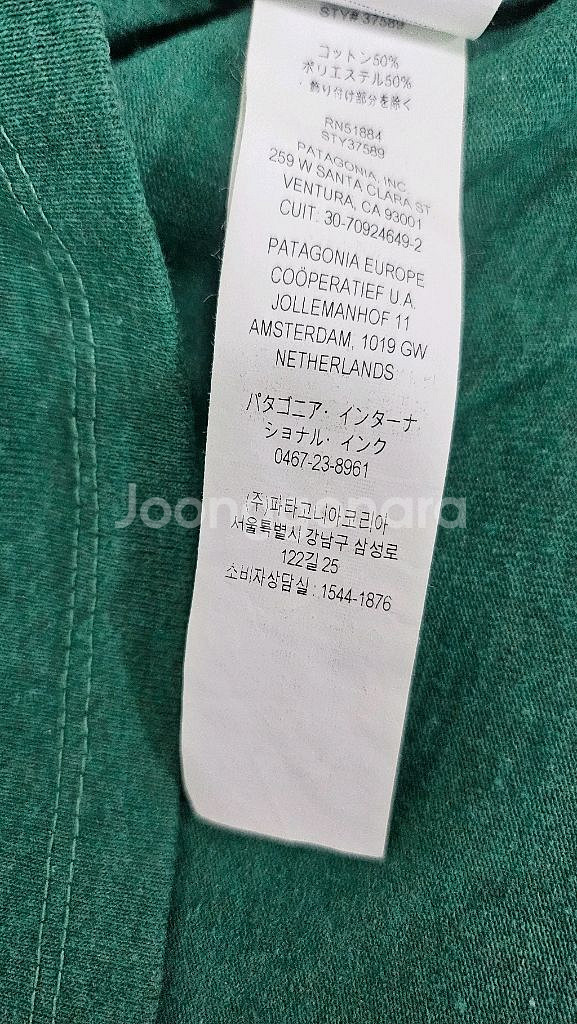 STY# 37589
コットン50%
ポリエステル50%
飾り付け部分を除く
RN51884
STY37589
PATAGONIA, INC.
259 W SANTA CLARA ST
VENTURA, CA 93001
CUIT: 30-70924649-2
PATAGONIA EUROPE
COÖPERATIEF U.A.
JOLLEMANHOF 11
AMSTERDAM, 1019 GW
NETHERLANDS
パタゴニア・インターナ
ショナル・インク
0467-23-8961
(주)파타고니아코리아
서울특별시 강남구 삼성로
122길 25
소비자상담실 : 1544-1876
Joonggonara